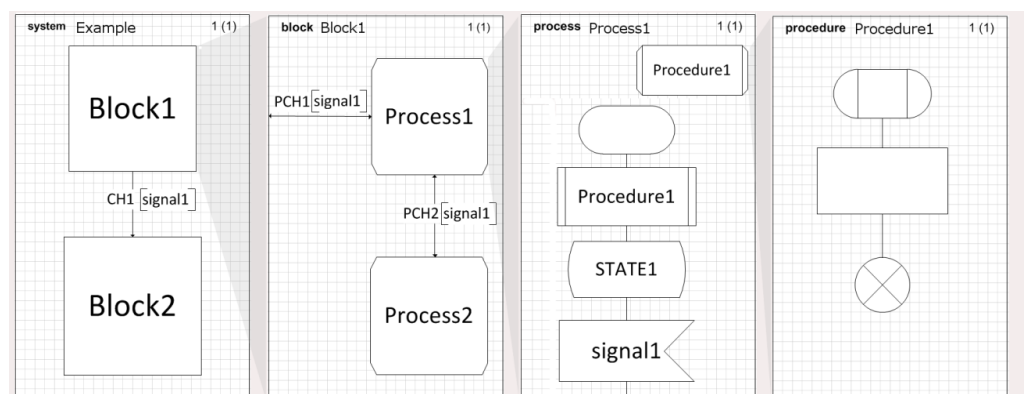 system Example 1 (1)
Block1
CH1 [signal1]
Block2
block Block1 1 (1)
PCH1 [signal1]
Process1
PCH2 [signal1]
Process2
process Process1 1 (1)
Procedure1
Procedure1
STATE1
signal1
procedure Procedure1 1 (1)